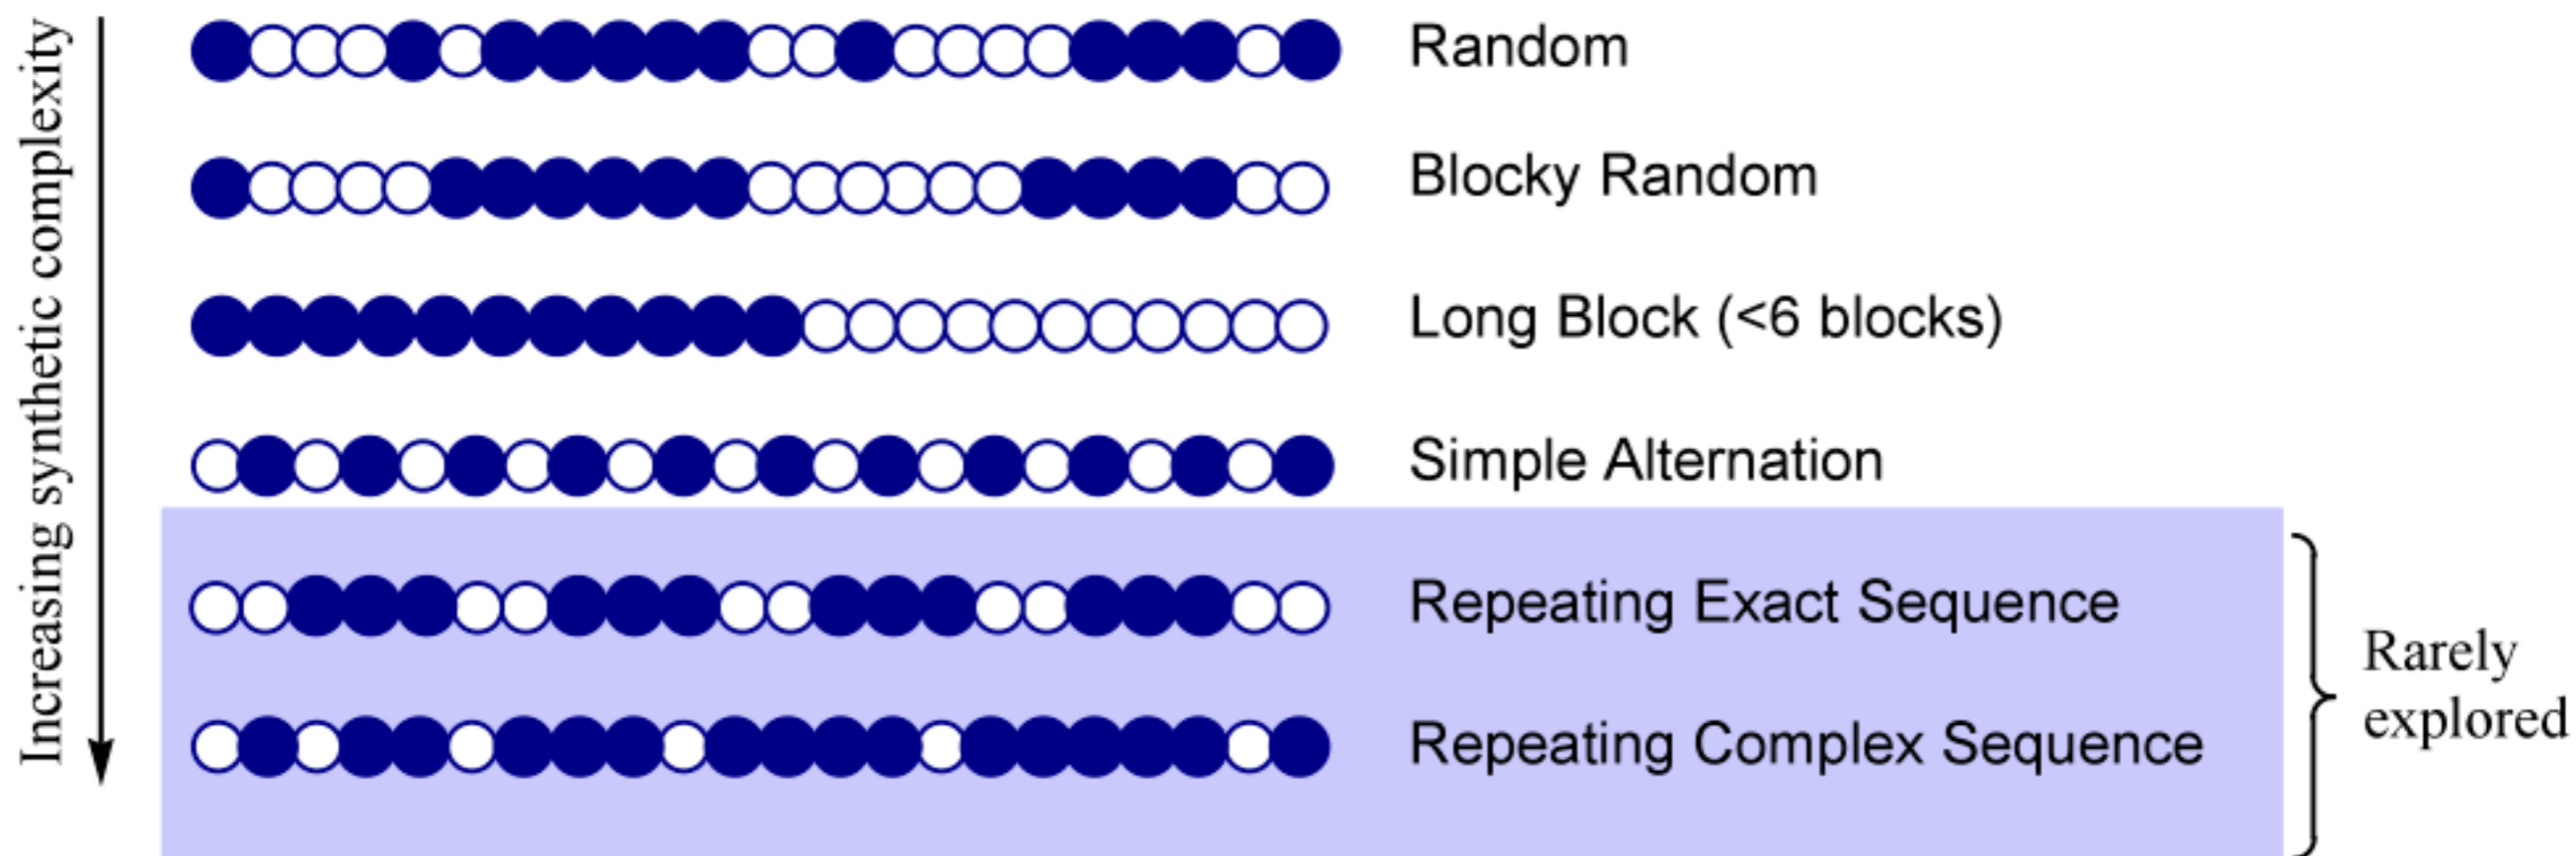 Increasing synthetic complexity
Random
Blocky Random
Long Block (<6 blocks)
Simple Alternation
Repeating Exact Sequence
Repeating Complex Sequence
Rarely
explored